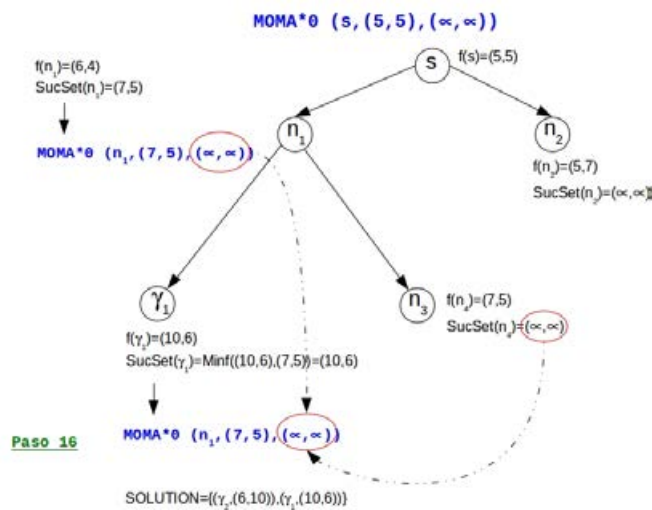 MOMA*0 (s,(5,5),(∞,∞))
s
f(s)=(5,5)
f(n₁)=(6,4)
SucSet(n₁)=(7,5)
n₁
n₂
MOMA*0 (n₁,(7,5),(∞,∞))
f(n₂)=(5,7)
SucSet(n₂)=(∞,∞)
γ₁
n₃
f(n₄)=(7,5)
SucSet(n₄)=(∞,∞)
f(γ₁)=(10,6)
SucSet(γ₁)=Minf((10,6),(7,5))=(10,6)
Paso 16
MOMA*0 (n₁,(7,5),(∞,∞))
SOLUTION={(γ₂,(6,10)),(γ₁,(10,6))}